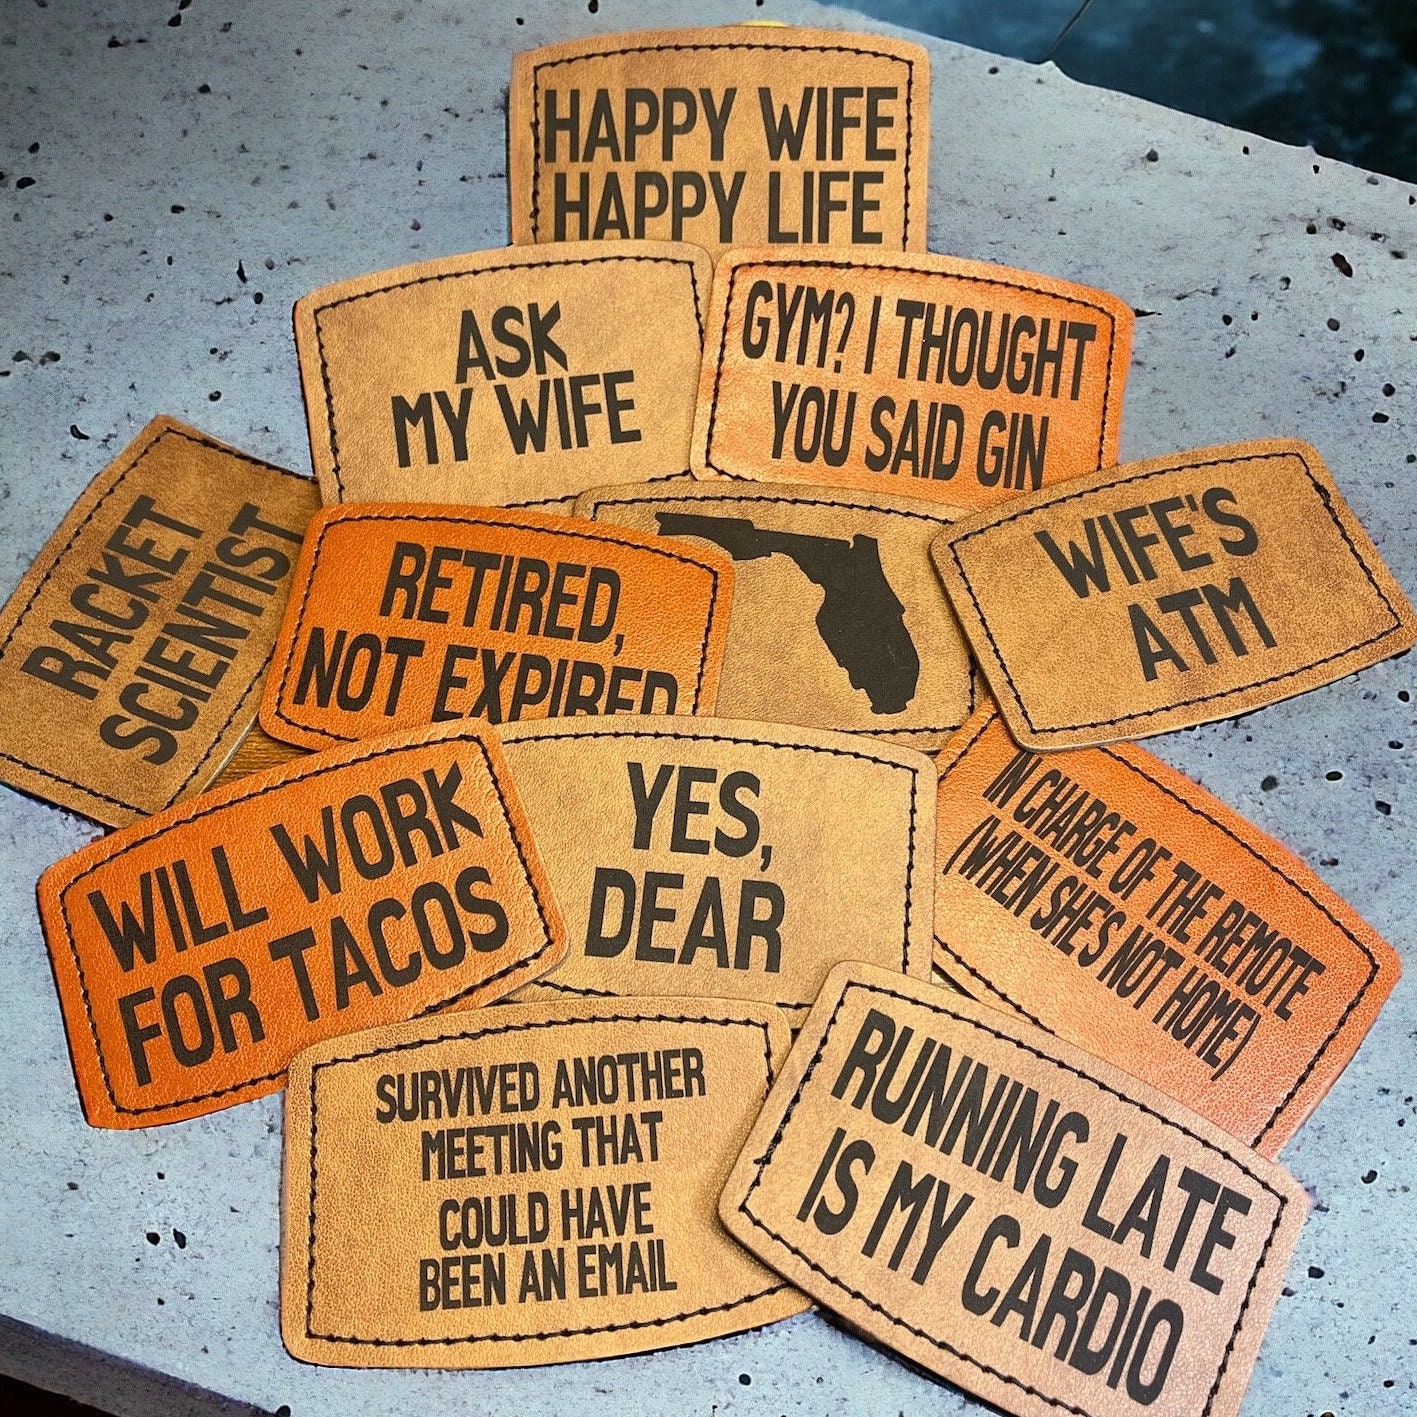 HAPPY WIFE
HAPPY LIFE
ASK
MY WIFE
GYM? I THOUGHT
YOU SAID GIN
RACKET
SCIENTIST
RETIRED,
NOT EXPIRED
WIFE'S
ATM
WILL WORK
FOR TACOS
YES,
DEAR
IN CHARGE OF THE REMOTE
(WHEN SHE'S NOT HOME)
SURVIVED ANOTHER
MEETING THAT
COULD HAVE
BEEN AN EMAIL
RUNNING LATE
IS MY CARDIO